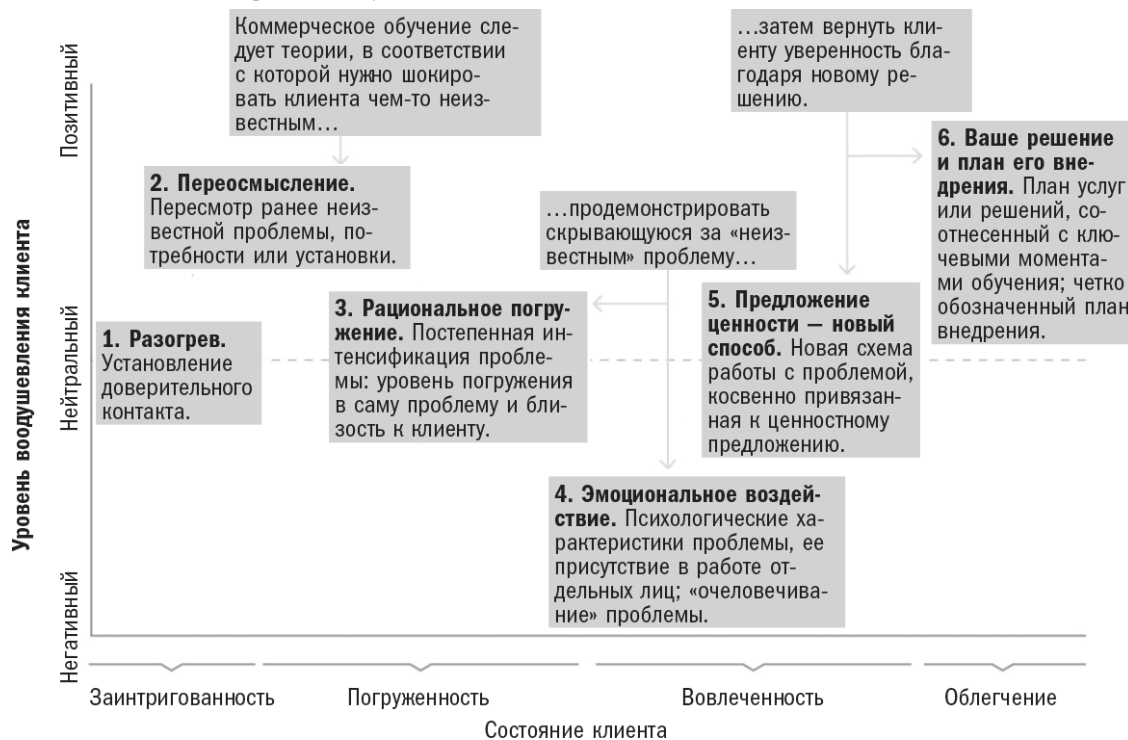 Коммерческое обучение сле-
дует теории, в соответствии
с которой нужно шокиро-
вать клиента чем-то неиз-
вестным…
…затем вернуть кли-
енту уверенность бла-
годаря новому ре-
шению.
2. Переосмысление.
Пересмотр ранее неиз-
вестной проблемы, по-
требности или установки.
…продемонстрировать
скрывающуюся за «неиз-
вестным» проблему…
6. Ваше решение
и план его вне-
дрения. План услуг
или решений, со-
отнесенный с клю-
чевыми момента-
ми обучения; четко
обозначенный план
внедрения.
1. Разогрев.
Установление
доверительного
контакта.
3. Рациональное погру-
жение. Постепенная ин-
тенсификация пробле-
мы: уровень погружения
в саму проблему и бли-
зость к клиенту.
5. Предложение
ценности — новый
способ. Новая схема
работы с проблемой,
косвенно привязан-
ная к ценностному
предложению.
4. Эмоциональное воздей-
ствие. Психологические ха-
рактеристики проблемы, ее
присутствие в работе от-
дельных лиц; «очеловечива-
ние» проблемы.
Уровень воодушевления клиента
Позитивный
Нейтральный
Негативный
Заинтригованность
Погруженность
Вовлеченность
Облегчение
Состояние клиента